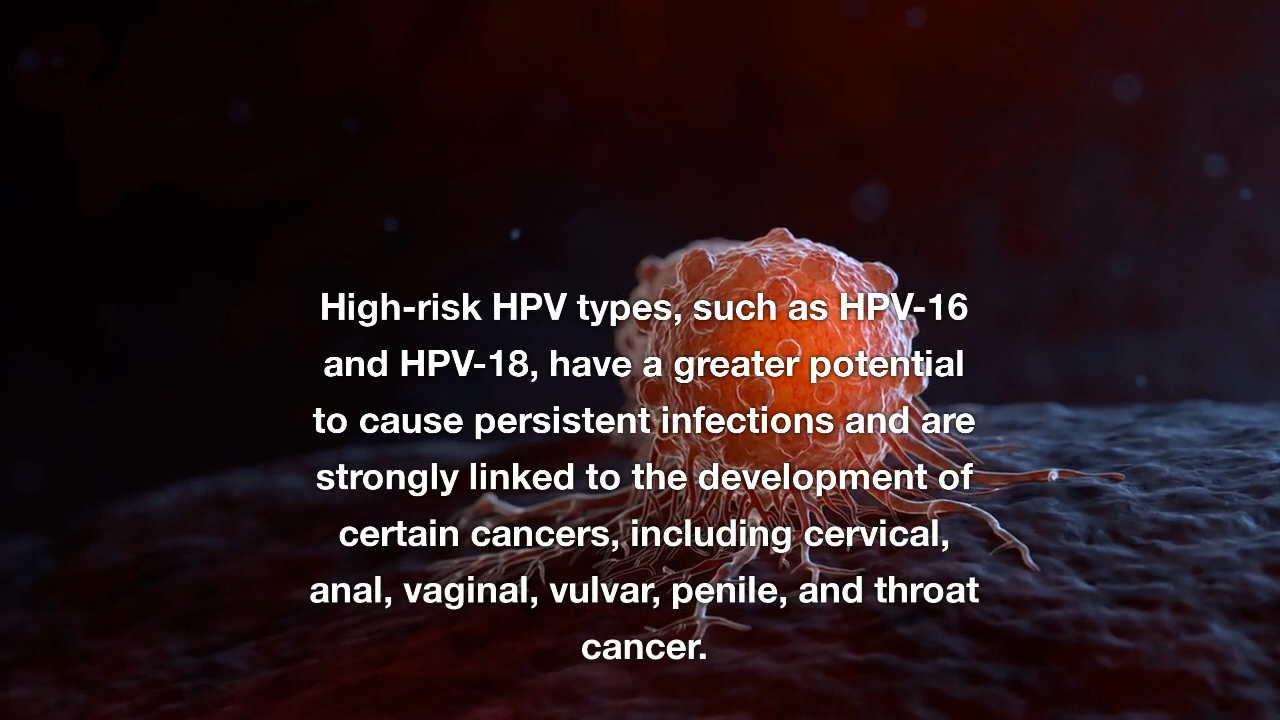 High-risk HPV types, such as HPV-16
and HPV-18, have a greater potential
to cause persistent infections and are
strongly linked to the development of
certain cancers, including cervical,
anal, vaginal, vulvar, penile, and throat
cancer.